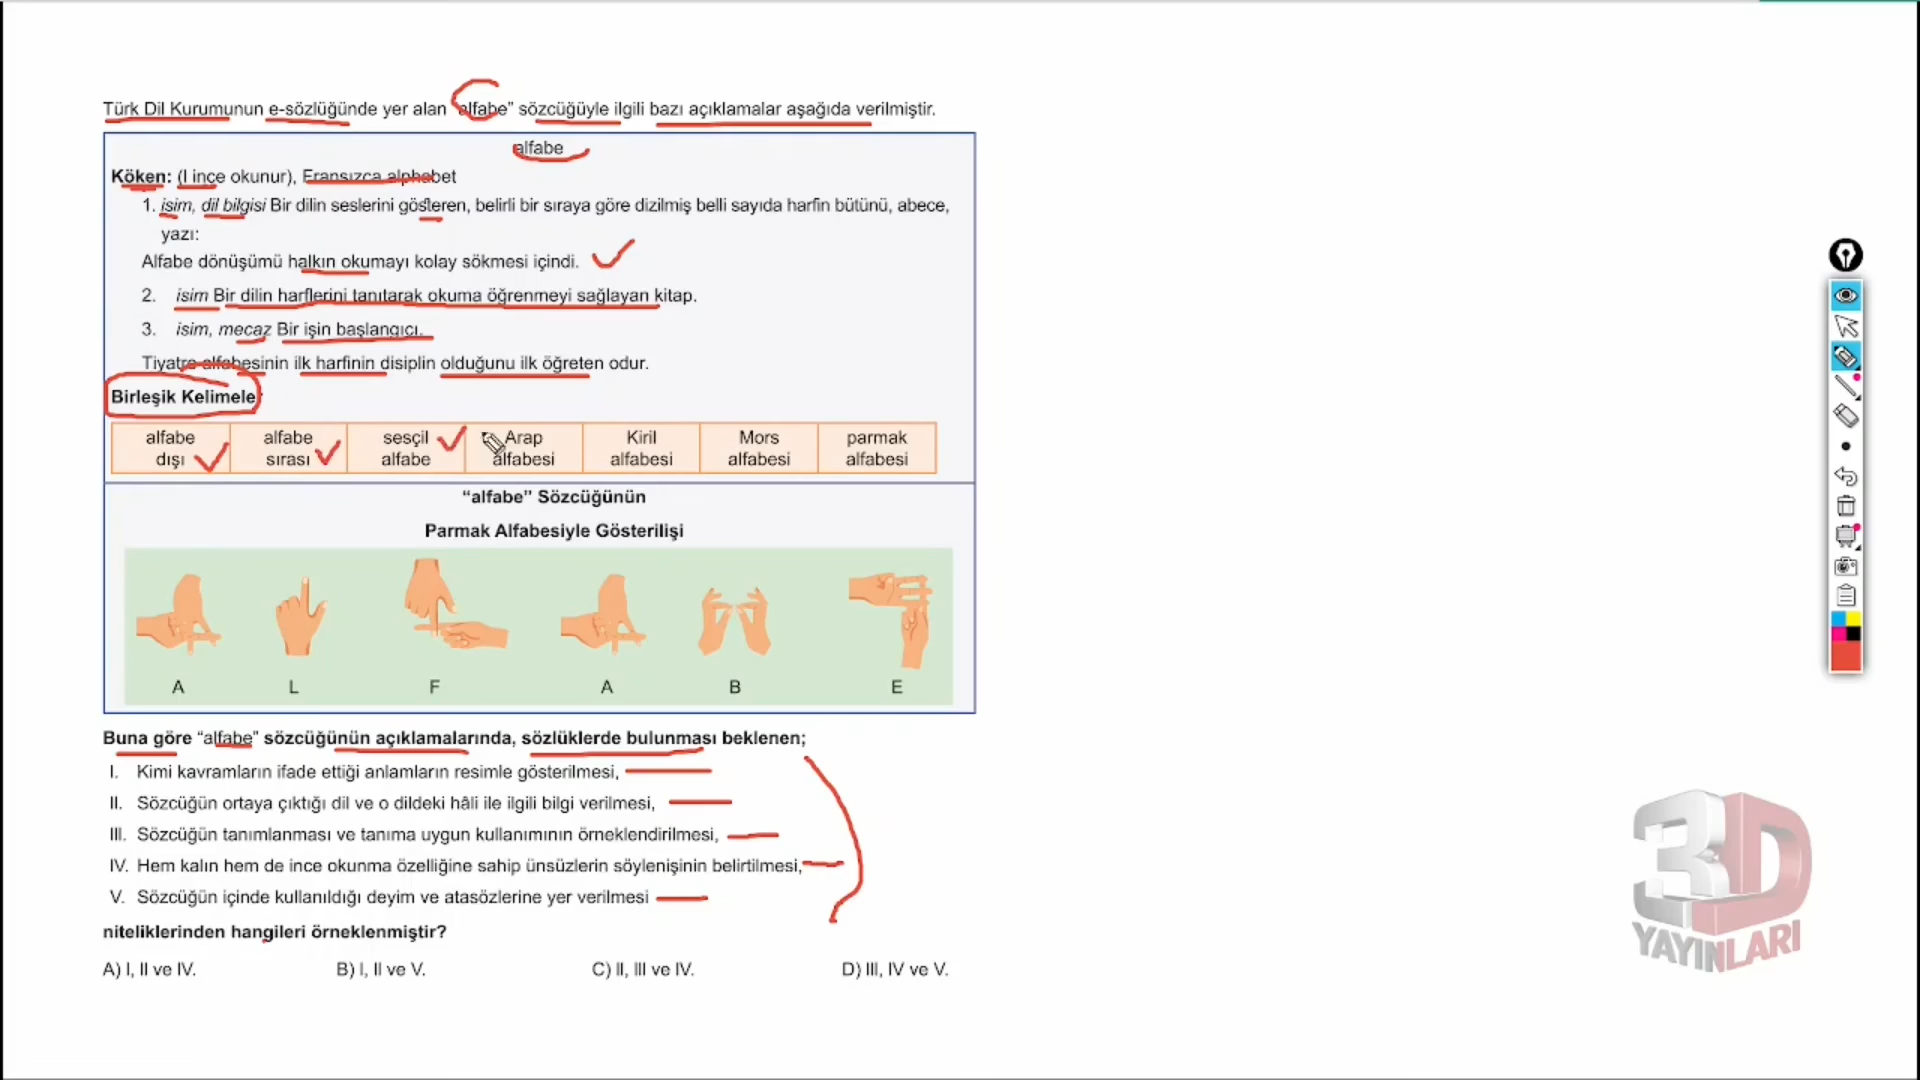 Türk Dil Kurumunun e-sözlüğünde yer alan “alfabe” sözcüğüyle ilgili bazı açıklamalar aşağıda verilmiştir.
alfabe
Köken: (l ince okunur), Fransızca alphabet
1. isim, dil bilgisi Bir dilin seslerini gösteren, belirli bir sıraya göre dizilmiş belli sayıda harfin bütünü, abece,
yazı:
Alfabe dönüşümü halkın okumayı kolay sökmesi içindi.
2. isim Bir dilin harflerini tanıtarak okuma öğrenmeyi sağlayan kitap.
3. isim, mecaz Bir işin başlangıcı.
Tiyatro alfabesinin ilk harfinin disiplin olduğunu ilk öğreten odur.
Birleşik Kelimeler
alfabe dışı
alfabe sırası
sesçil alfabe
Arap alfabesi
Kiril alfabesi
Mors alfabesi
parmak alfabesi
“alfabe” Sözcüğünün
Parmak Alfabesiyle Gösterilişi
A L F A B E
Buna göre “alfabe” sözcüğünün açıklamalarında, sözlüklerde bulunması beklenen;
I. Kimi kavramların ifade ettiği anlamların resimle gösterilmesi,
II. Sözcüğün ortaya çıktığı dil ve o dildeki hâli ile ilgili bilgi verilmesi,
III. Sözcüğün tanımlanması ve tanıma uygun kullanımının örneklendirilmesi,
IV. Hem kalın hem de ince okunma özelliğine sahip ünsüzlerin söylenişinin belirtilmesi,
V. Sözcüğün içinde kullanıldığı deyim ve atasözlerine yer verilmesi
niteliklerinden hangileri örneklenmiştir?
A) I, II ve IV. B) I, II ve V. C) II, III ve IV. D) III, IV ve V.
3D
YAYINLARI